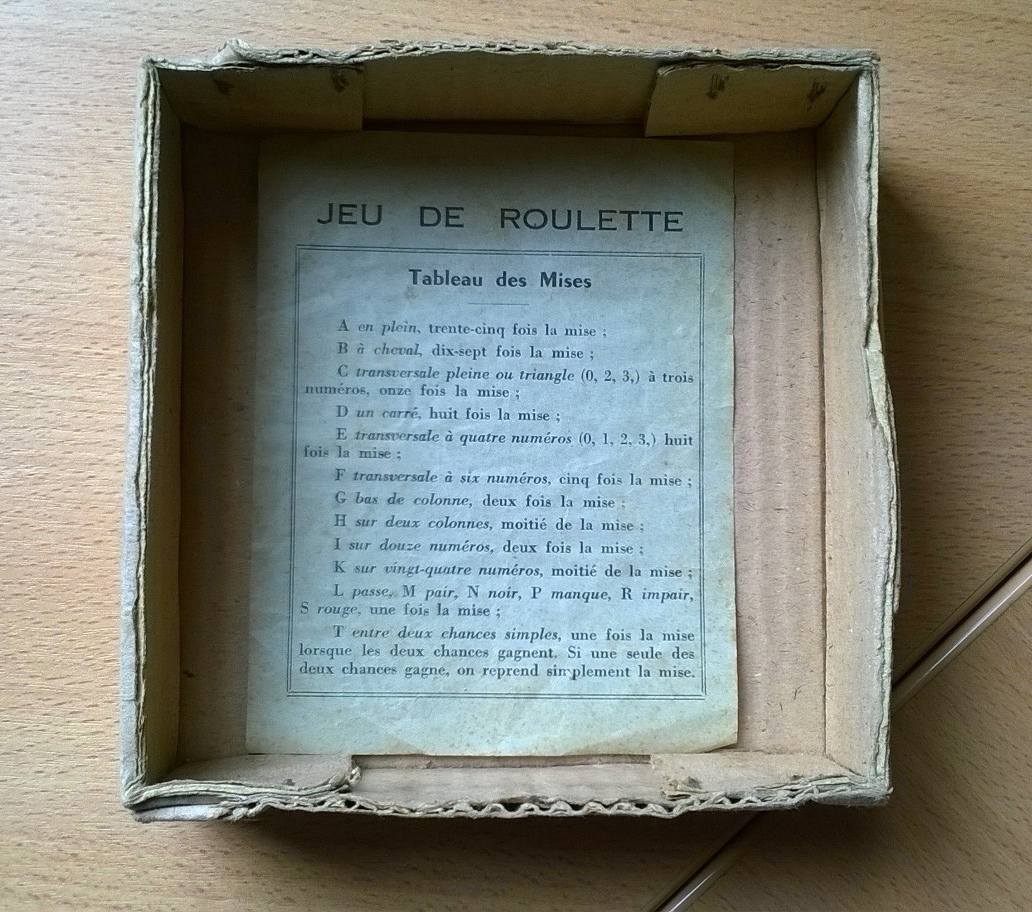 JEU DE ROULETTE
Tableau des Mises
A en plein, trente-cinq fois la mise ;
B à cheval, dix-sept fois la mise ;
C transversale pleine ou triangle (0, 2, 3,) à trois
numéros, onze fois la mise ;
D un carré, huit fois la mise ;
E transversale à quatre numéros (0, 1, 2, 3,) huit
fois la mise ;
F transversale à six numéros, cinq fois la mise ;
G bas de colonne, deux fois la mise ;
H sur deux colonnes, moitié de la mise ;
I sur douze numéros, deux fois la mise ;
K sur vingt-quatre numéros, moitié de la mise ;
L passe, M pair, N noir, P manque, R impair,
S rouge, une fois la mise ;
T entre deux chances simples, une fois la mise
lorsque les deux chances gagnent. Si une seule des
deux chances gagne, on reprend simplement la mise.